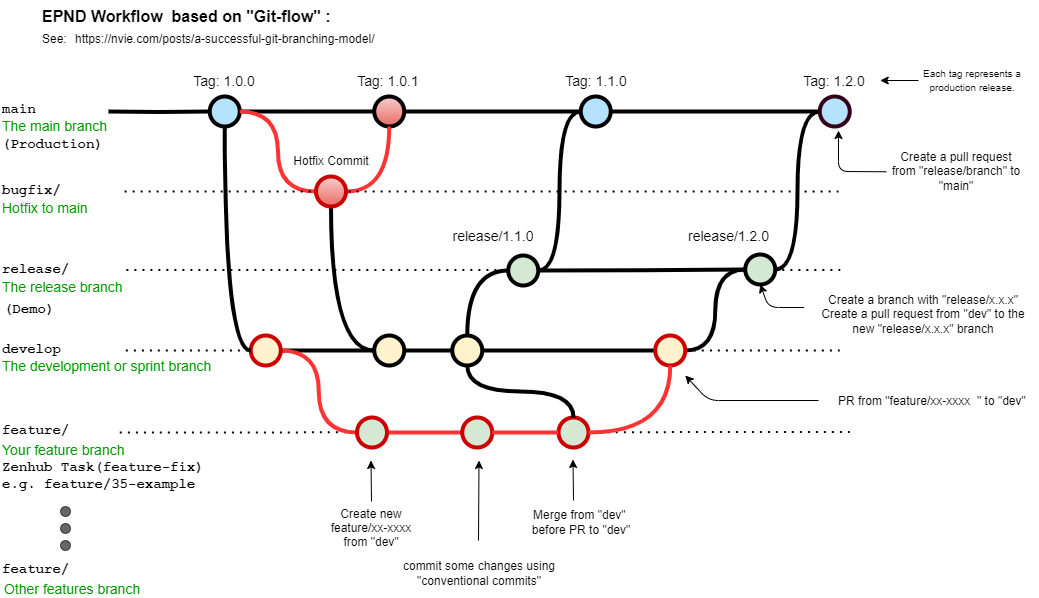 EPND Workflow  based on "Git-flow" :
See:  https://nvie.com/posts/a-successful-git-branching-model/
Tag: 1.0.0
Tag: 1.0.1
Tag: 1.1.0
Tag: 1.2.0
Each tag represents a
production release.
main
The main branch
(Production)
Hotfix Commit
Create a pull request
from "release/branch" to
"main"
bugfix/
Hotfix to main
release/1.1.0
release/1.2.0
release/
The release branch
(Demo)
Create a branch with "release/x.x.x"
Create a pull request from "dev" to the
new "release/x.x.x" branch
develop
The development or sprint branch
PR from "feature/xx-xxxx  " to "dev"
feature/
Your feature branch
Zenhub Task(feature-fix)
e.g. feature/35-example
Create new
feature/xx-xxxx
from "dev"
Merge from "dev"
before PR to "dev"
commit some changes using
"conventional commits"
feature/
Other features branch